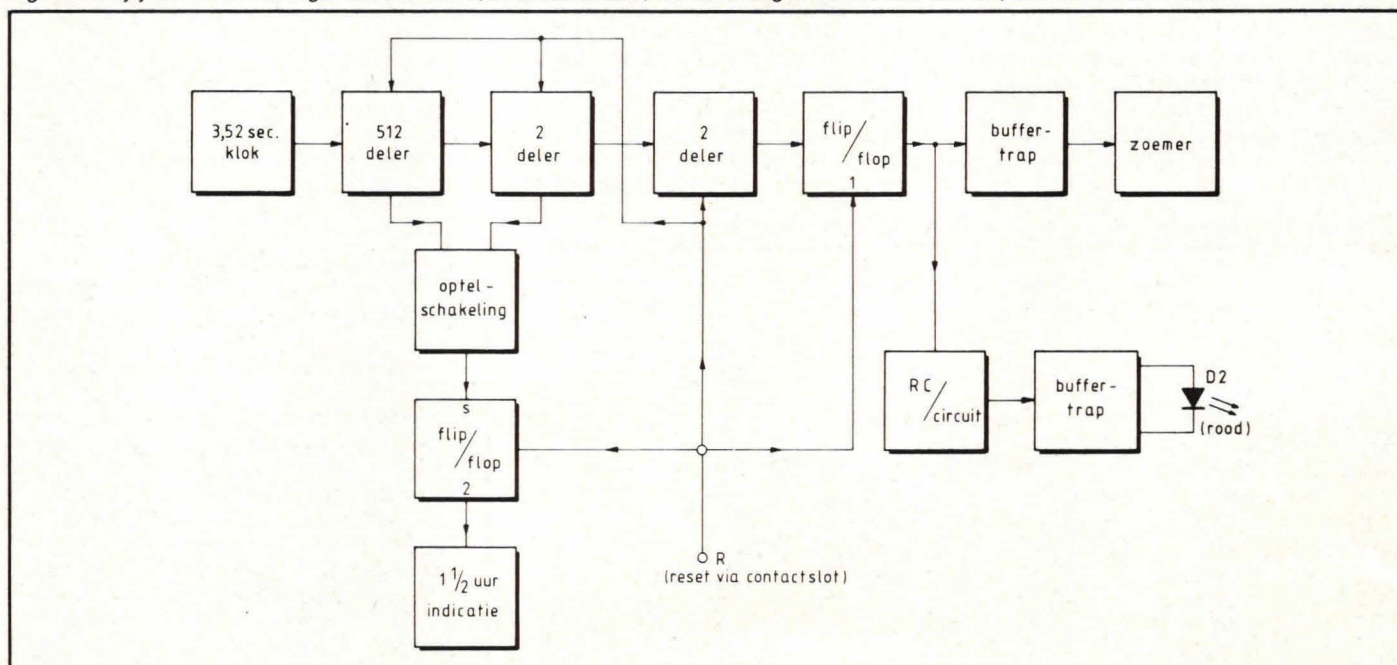 3,52 sec.
klok
512
deler
2
deler
2
deler
flip/
flop
1
buffer-
trap
zoemer
optel-
schakeling
RC/
circuit
buffer-
trap
D2
(rood)
s
flip/
flop
2
R
(reset via contactslot)
1 1/2 uur
indicatie